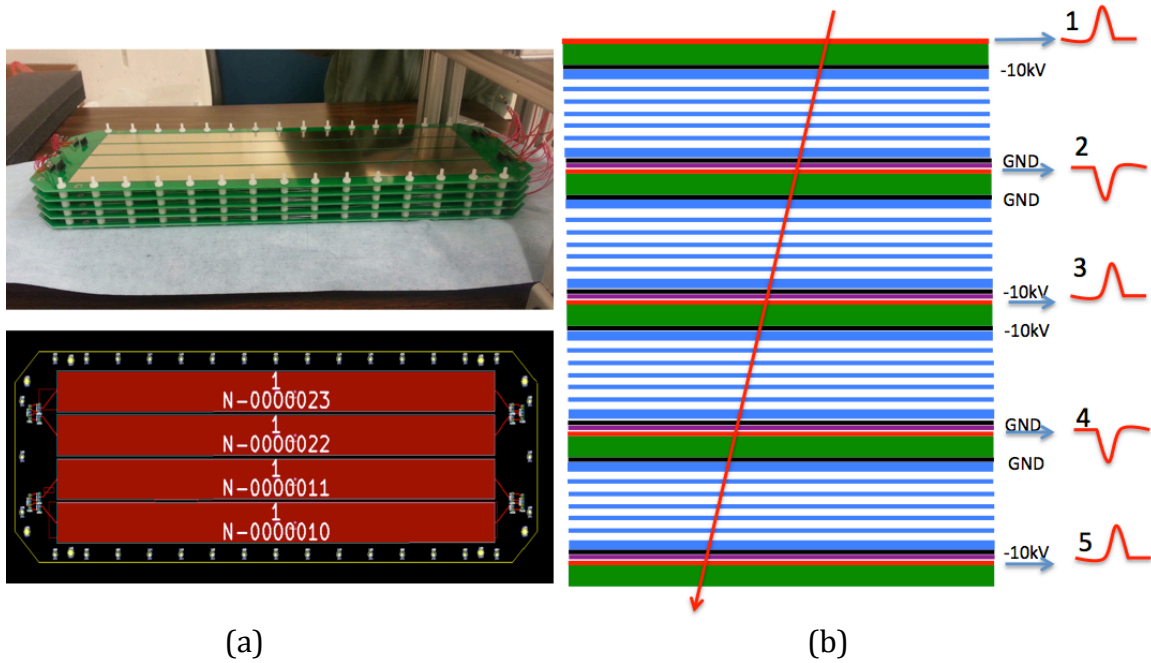 1
N-0000023
1
N-0000022
1
N-0000011
1
N-0000010
(a)
1
-10kV
GND
2
GND
3
-10kV
-10kV
4
GND
GND
5
-10kV
(b)